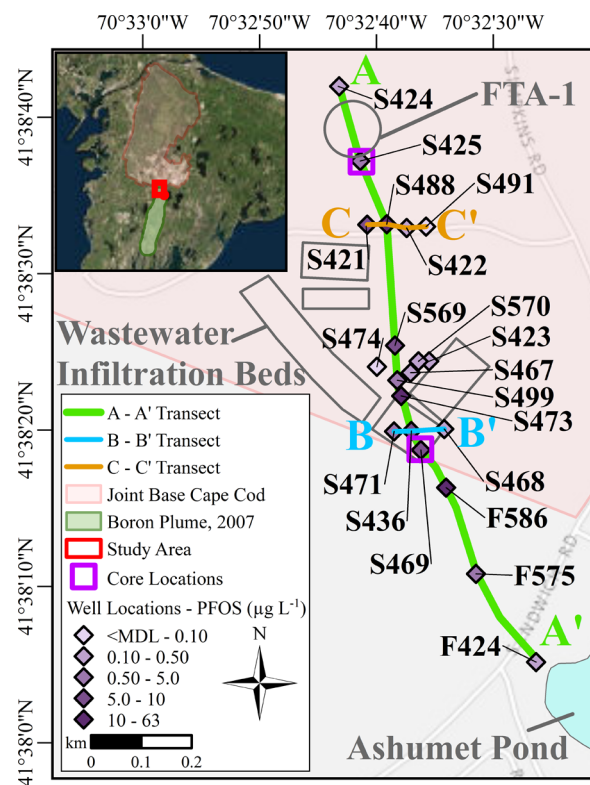 70°33'0"W 70°32'50"W 70°32'40"W 70°32'30"W
41°38'40"N
41°38'30"N
41°38'20"N
41°38'10"N
41°38'0"N
A
S424
FTA-1
S425
S488
S491
C
C'
S421
S422
SIMPKINS RD
S569
S570
S474
S423
Wastewater
Infiltration Beds
S467
S499
S473
B
B'
S471
S468
S436
F586
S469
F575
SANDWICH RD
F424
A'
Ashumet Pond
A - A' Transect
B - B' Transect
C - C' Transect
Joint Base Cape Cod
Boron Plume, 2007
Study Area
Core Locations
Well Locations - PFOS (µg L⁻¹)
<MDL - 0.10
0.10 - 0.50
0.50 - 5.0
5.0 - 10
10 - 63
N
km
0 0.1 0.2